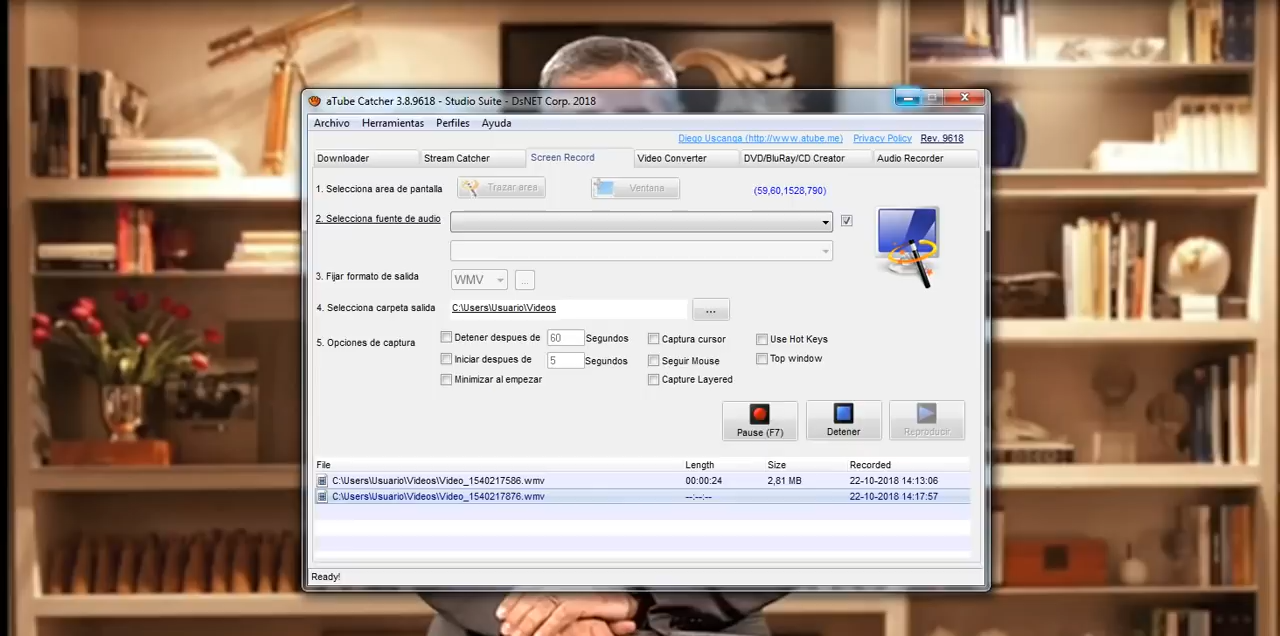 aTube Catcher 3.8.9618 - Studio Suite - DsNET Corp. 2018
Archivo Herramientas Perfiles Ayuda
Diego Uscanga (http://www.atube.me) Privacy Policy Rev. 9618
Downloader Stream Catcher Screen Record Video Converter DVD/BluRay/CD Creator Audio Recorder
1. Selecciona area de pantalla Trazar area Ventana (59,60,1528,790)
2. Selecciona fuente de audio
3. Fijar formato de salida WMV ...
4. Selecciona carpeta salida C:\Users\Usuario\Videos ...
5. Opciones de captura
Detener despues de 60 Segundos Captura cursor Use Hot Keys
Iniciar despues de 5 Segundos Seguir Mouse Top window
Minimizar al empezar Capture Layered
Pause (F7) Detener Reproducir
File Length Size Recorded
C:\Users\Usuario\Videos\Video_1540217586.wmv 00:00:24 2,81 MB 22-10-2018 14:13:06
C:\Users\Usuario\Videos\Video_1540217876.wmv --:--:-- 22-10-2018 14:17:57
Ready!